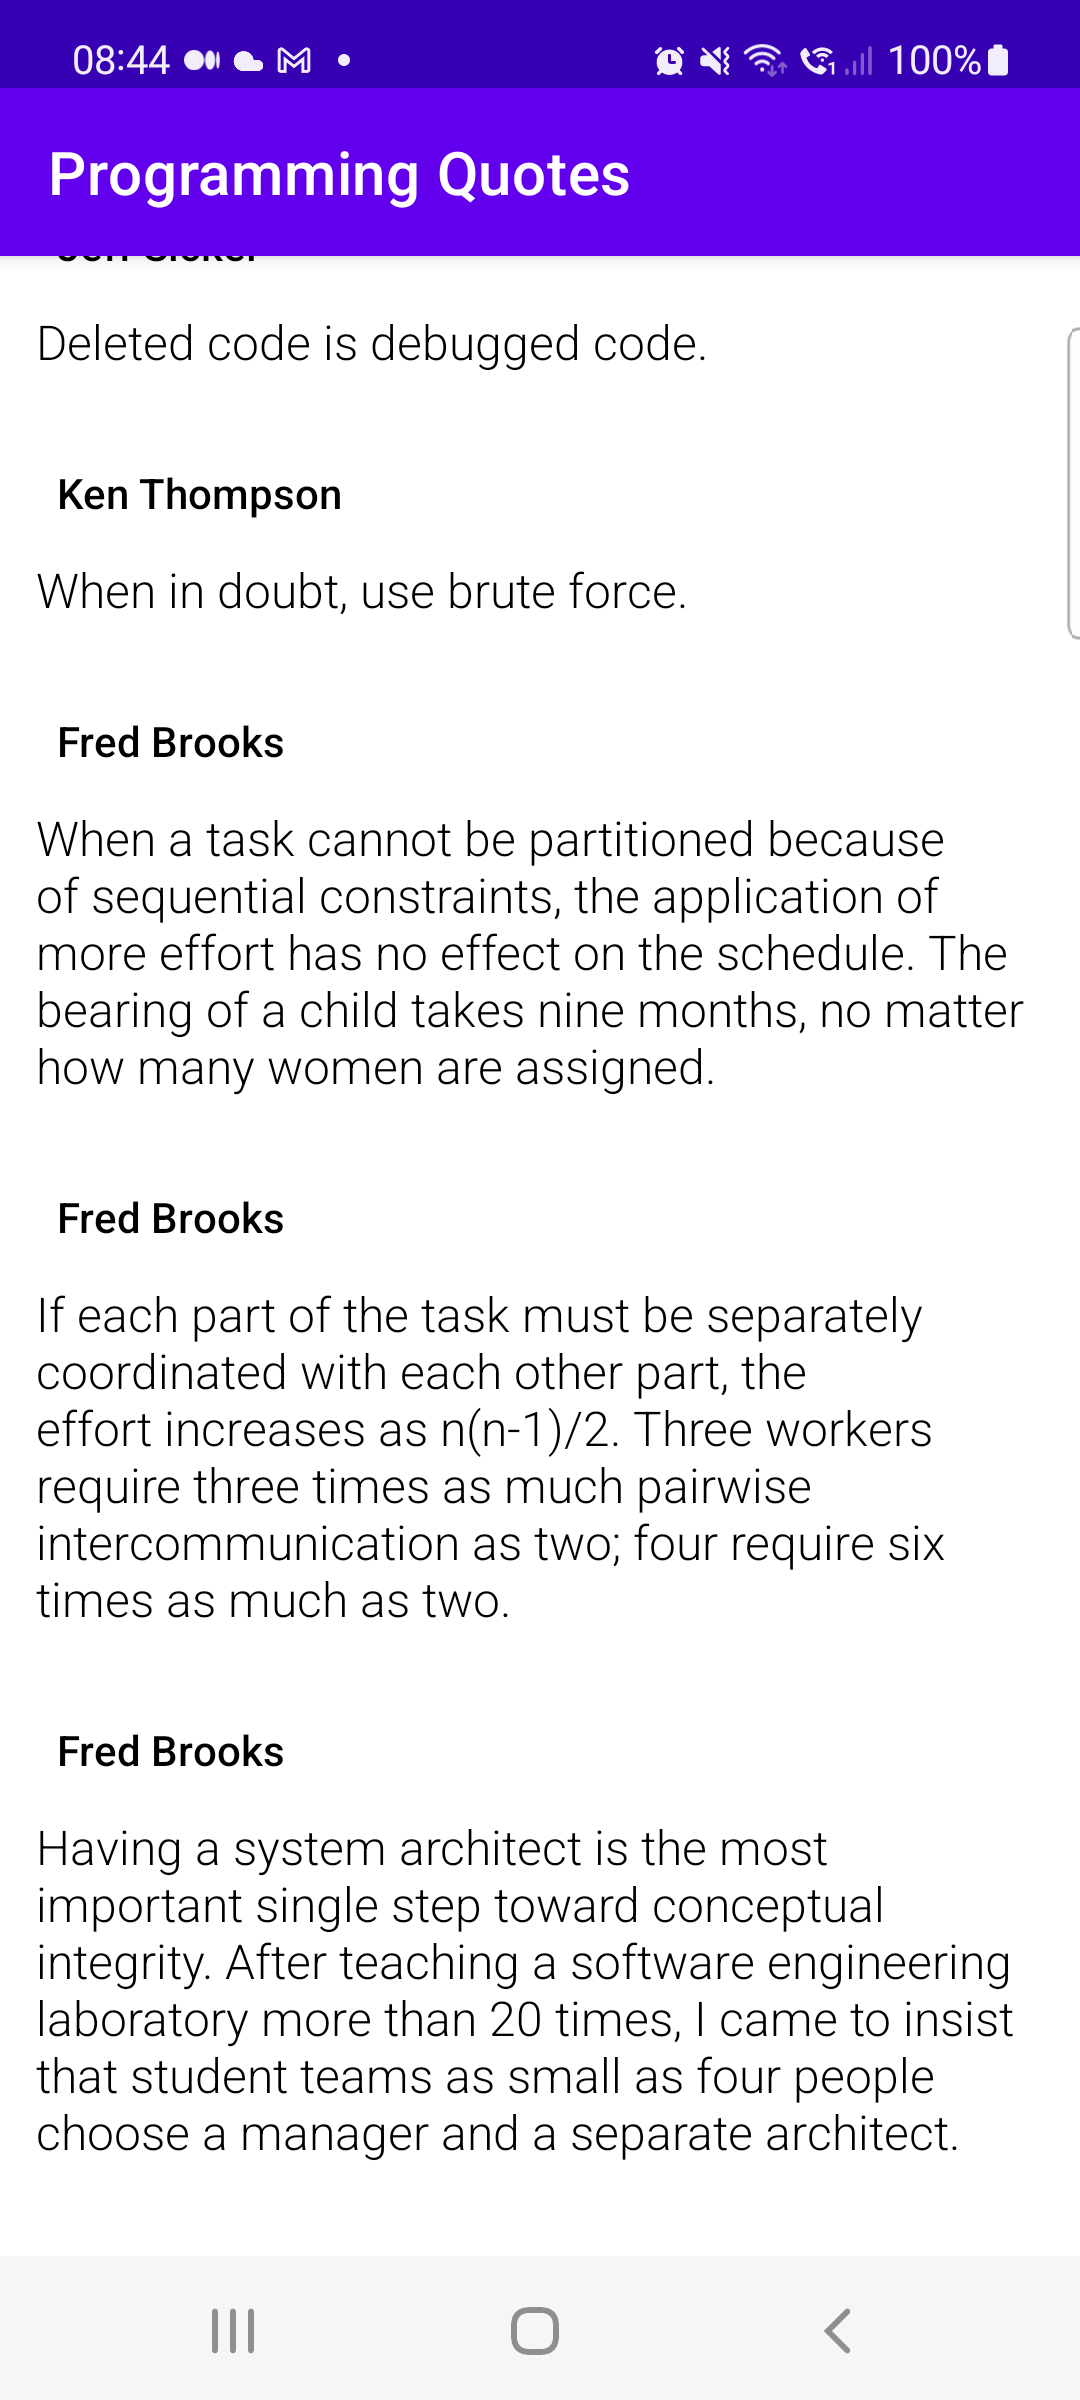 08:44
100%
Programming Quotes
Deleted code is debugged code.
Ken Thompson
When in doubt, use brute force.
Fred Brooks
When a task cannot be partitioned because
of sequential constraints, the application of
more effort has no effect on the schedule. The
bearing of a child takes nine months, no matter
how many women are assigned.
Fred Brooks
If each part of the task must be separately
coordinated with each other part, the
effort increases as n(n-1)/2. Three workers
require three times as much pairwise
intercommunication as two; four require six
times as much as two.
Fred Brooks
Having a system architect is the most
important single step toward conceptual
integrity. After teaching a software engineering
laboratory more than 20 times, I came to insist
that student teams as small as four people
choose a manager and a separate architect.